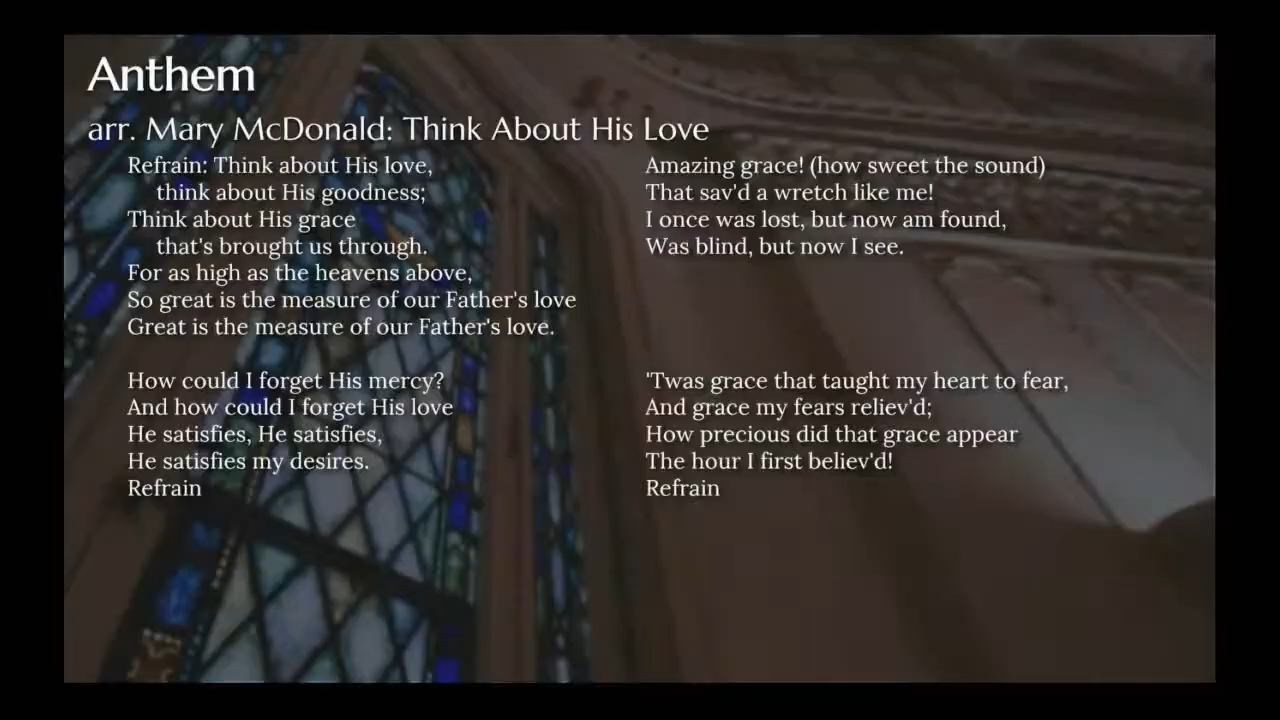 Anthem
arr. Mary McDonald: Think About His Love
Refrain: Think about His love,
think about His goodness;
Think about His grace
that's brought us through.
For as high as the heavens above,
So great is the measure of our Father's love
Great is the measure of our Father's love.
How could I forget His mercy?
And how could I forget His love
He satisfies, He satisfies,
He satisfies my desires.
Refrain
Amazing grace! (how sweet the sound)
That sav'd a wretch like me!
I once was lost, but now am found,
Was blind, but now I see.
'Twas grace that taught my heart to fear,
And grace my fears reliev'd;
How precious did that grace appear
The hour I first believ'd!
Refrain